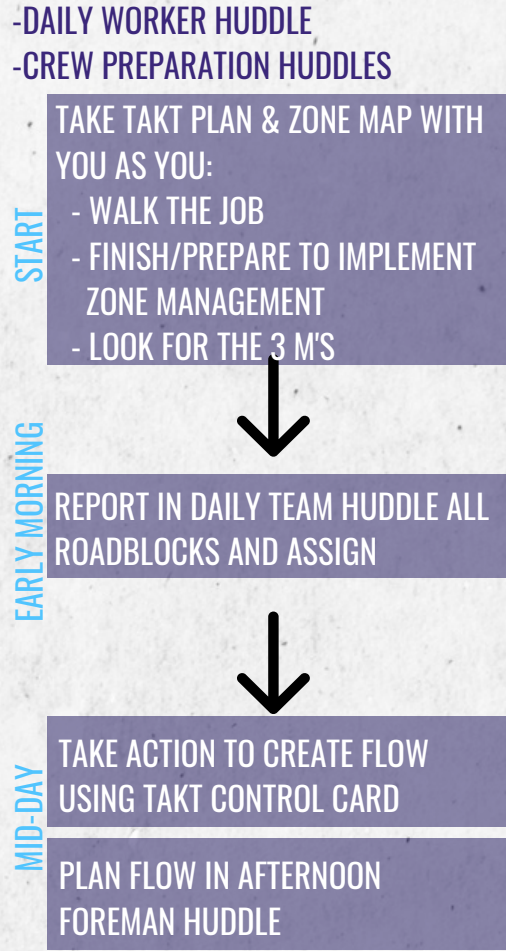 -DAILY WORKER HUDDLE
-CREW PREPARATION HUDDLES
START
TAKE TAKT PLAN & ZONE MAP WITH
YOU AS YOU:
- WALK THE JOB
- FINISH/PREPARE TO IMPLEMENT
ZONE MANAGEMENT
- LOOK FOR THE 3 M'S
EARLY MORNING
REPORT IN DAILY TEAM HUDDLE ALL
ROADBLOCKS AND ASSIGN
MID-DAY
TAKE ACTION TO CREATE FLOW
USING TAKT CONTROL CARD
PLAN FLOW IN AFTERNOON
FOREMAN HUDDLE